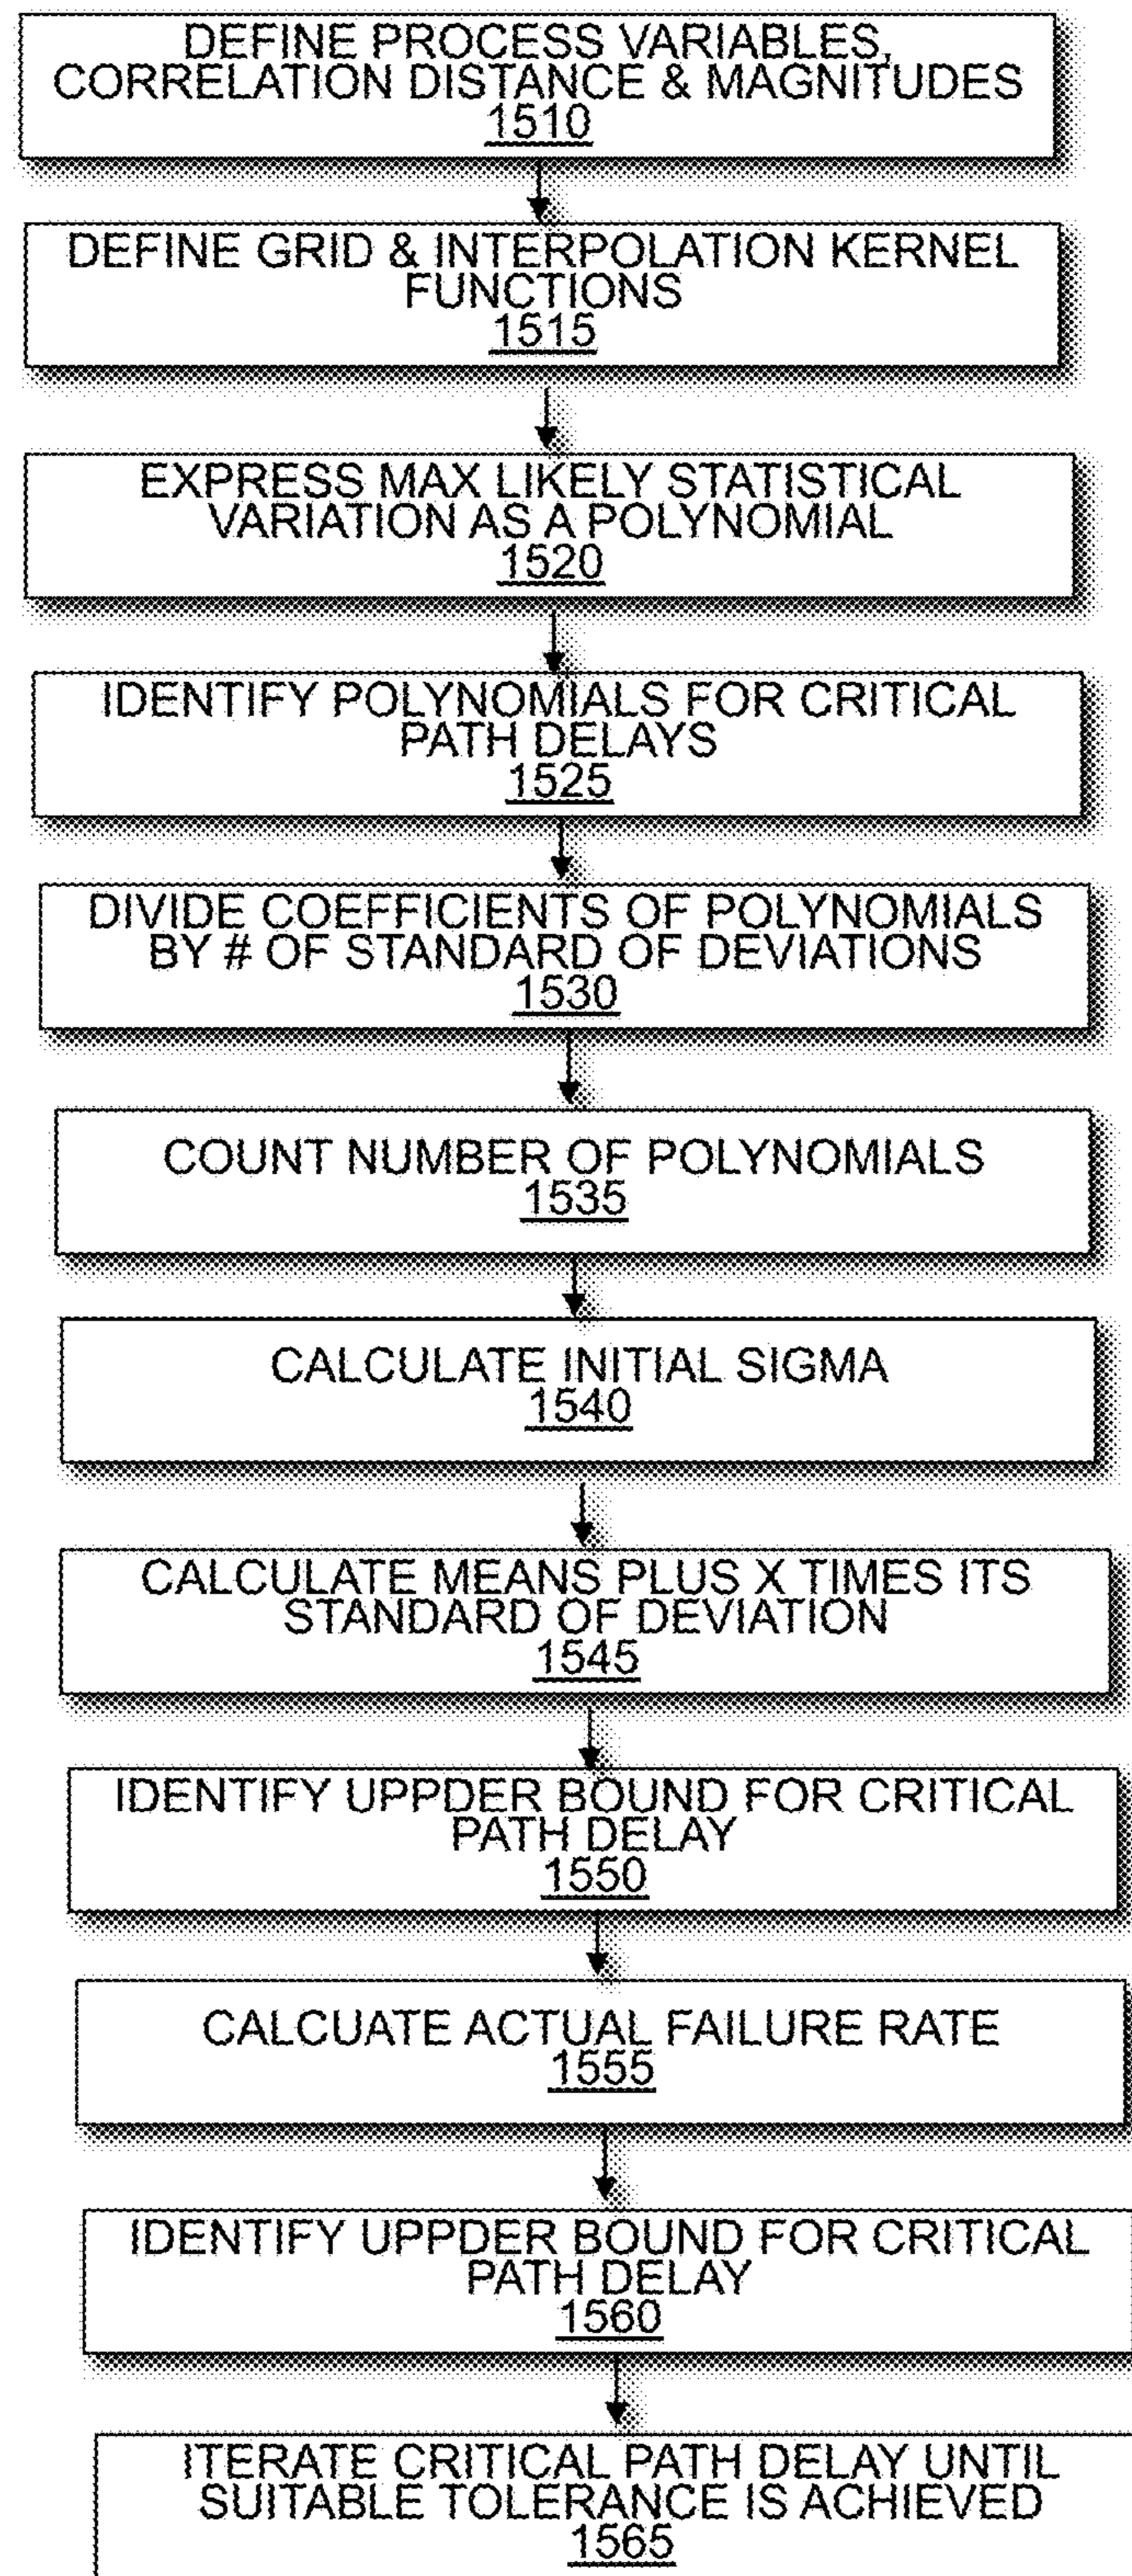 DEFINE PROCESS VARIABLES,
CORRELATION DISTANCE & MAGNITUDES
1510
DEFINE GRID & INTERPOLATION KERNEL
FUNCTIONS
1515
EXPRESS MAX LIKELY STATISTICAL
VARIATION AS A POLYNOMIAL
1520
IDENTIFY POLYNOMIALS FOR CRITICAL
PATH DELAYS
1525
DIVIDE COEFFICIENTS OF POLYNOMIALS
BY # OF STANDARD OF DEVIATIONS
1530
COUNT NUMBER OF POLYNOMIALS
1535
CALCULATE INITIAL SIGMA
1540
CALCULATE MEANS PLUS X TIMES ITS
STANDARD OF DEVIATION
1545
IDENTIFY UPPDER BOUND FOR CRITICAL
PATH DELAY
1550
CALCUATE ACTUAL FAILURE RATE
1555
IDENTIFY UPPDER BOUND FOR CRITICAL
PATH DELAY
1560
ITERATE CRITICAL PATH DELAY UNTIL
SUITABLE TOLERANCE IS ACHIEVED
1565